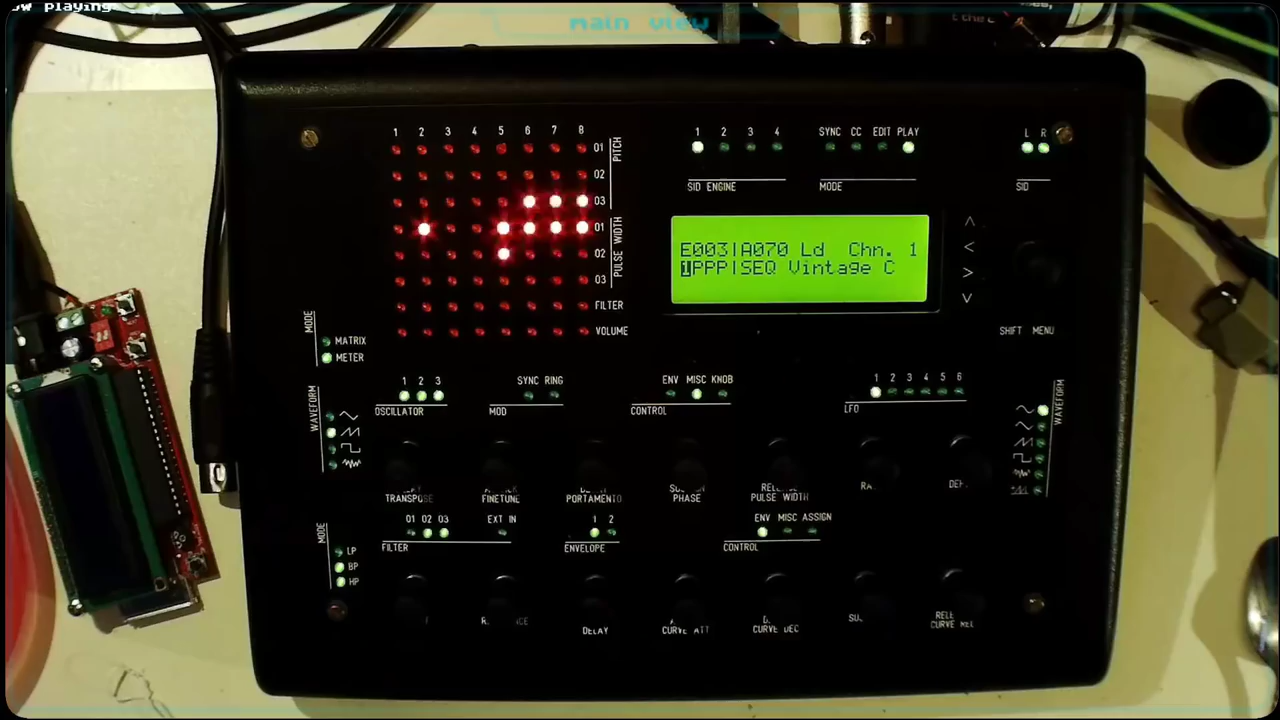 ow playing
main view
1 2 3 4 5 6 7 8
01
02
03
PITCH
01
02
03
PULSE WIDTH
FILTER
VOLUME
1 2 3 4
SID ENGINE
SYNC CC EDIT PLAY
MODE
L R
SID
E003|A070 Ld Chn. 1
1PPP|SEQ Vintage C
SHIFT MENU
MODE
MATRIX
METER
1 2 3
OSCILLATOR
SYNC RING
MOD
ENV MISC KNOB
CONTROL
1 2 3 4 5 6
LFO
WAVEFORM
WAVEFORM
TRANSPOSE
FINETUNE
PORTAMENTO
PHASE
PULSE WIDTH
01 02 03 EXT IN
FILTER
1 2
ENVELOPE
ENV MISC ASSIGN
CONTROL
MODE
LP
BP
HP
DELAY
CURVE ATT
CURVE DEC